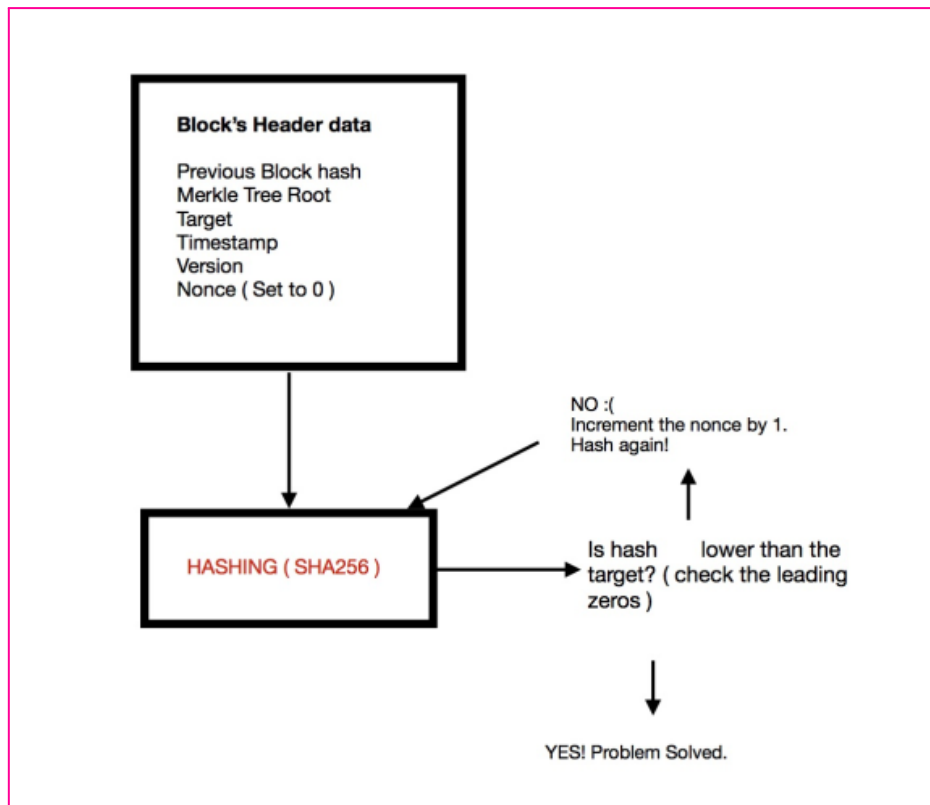 Block's Header data
Previous Block hash
Merkle Tree Root
Target
Timestamp
Version
Nonce ( Set to 0 )
NO :(
Increment the nonce by 1.
Hash again!
HASHING ( SHA256 )
Is hash lower than the
target? ( check the leading
zeros )
YES! Problem Solved.